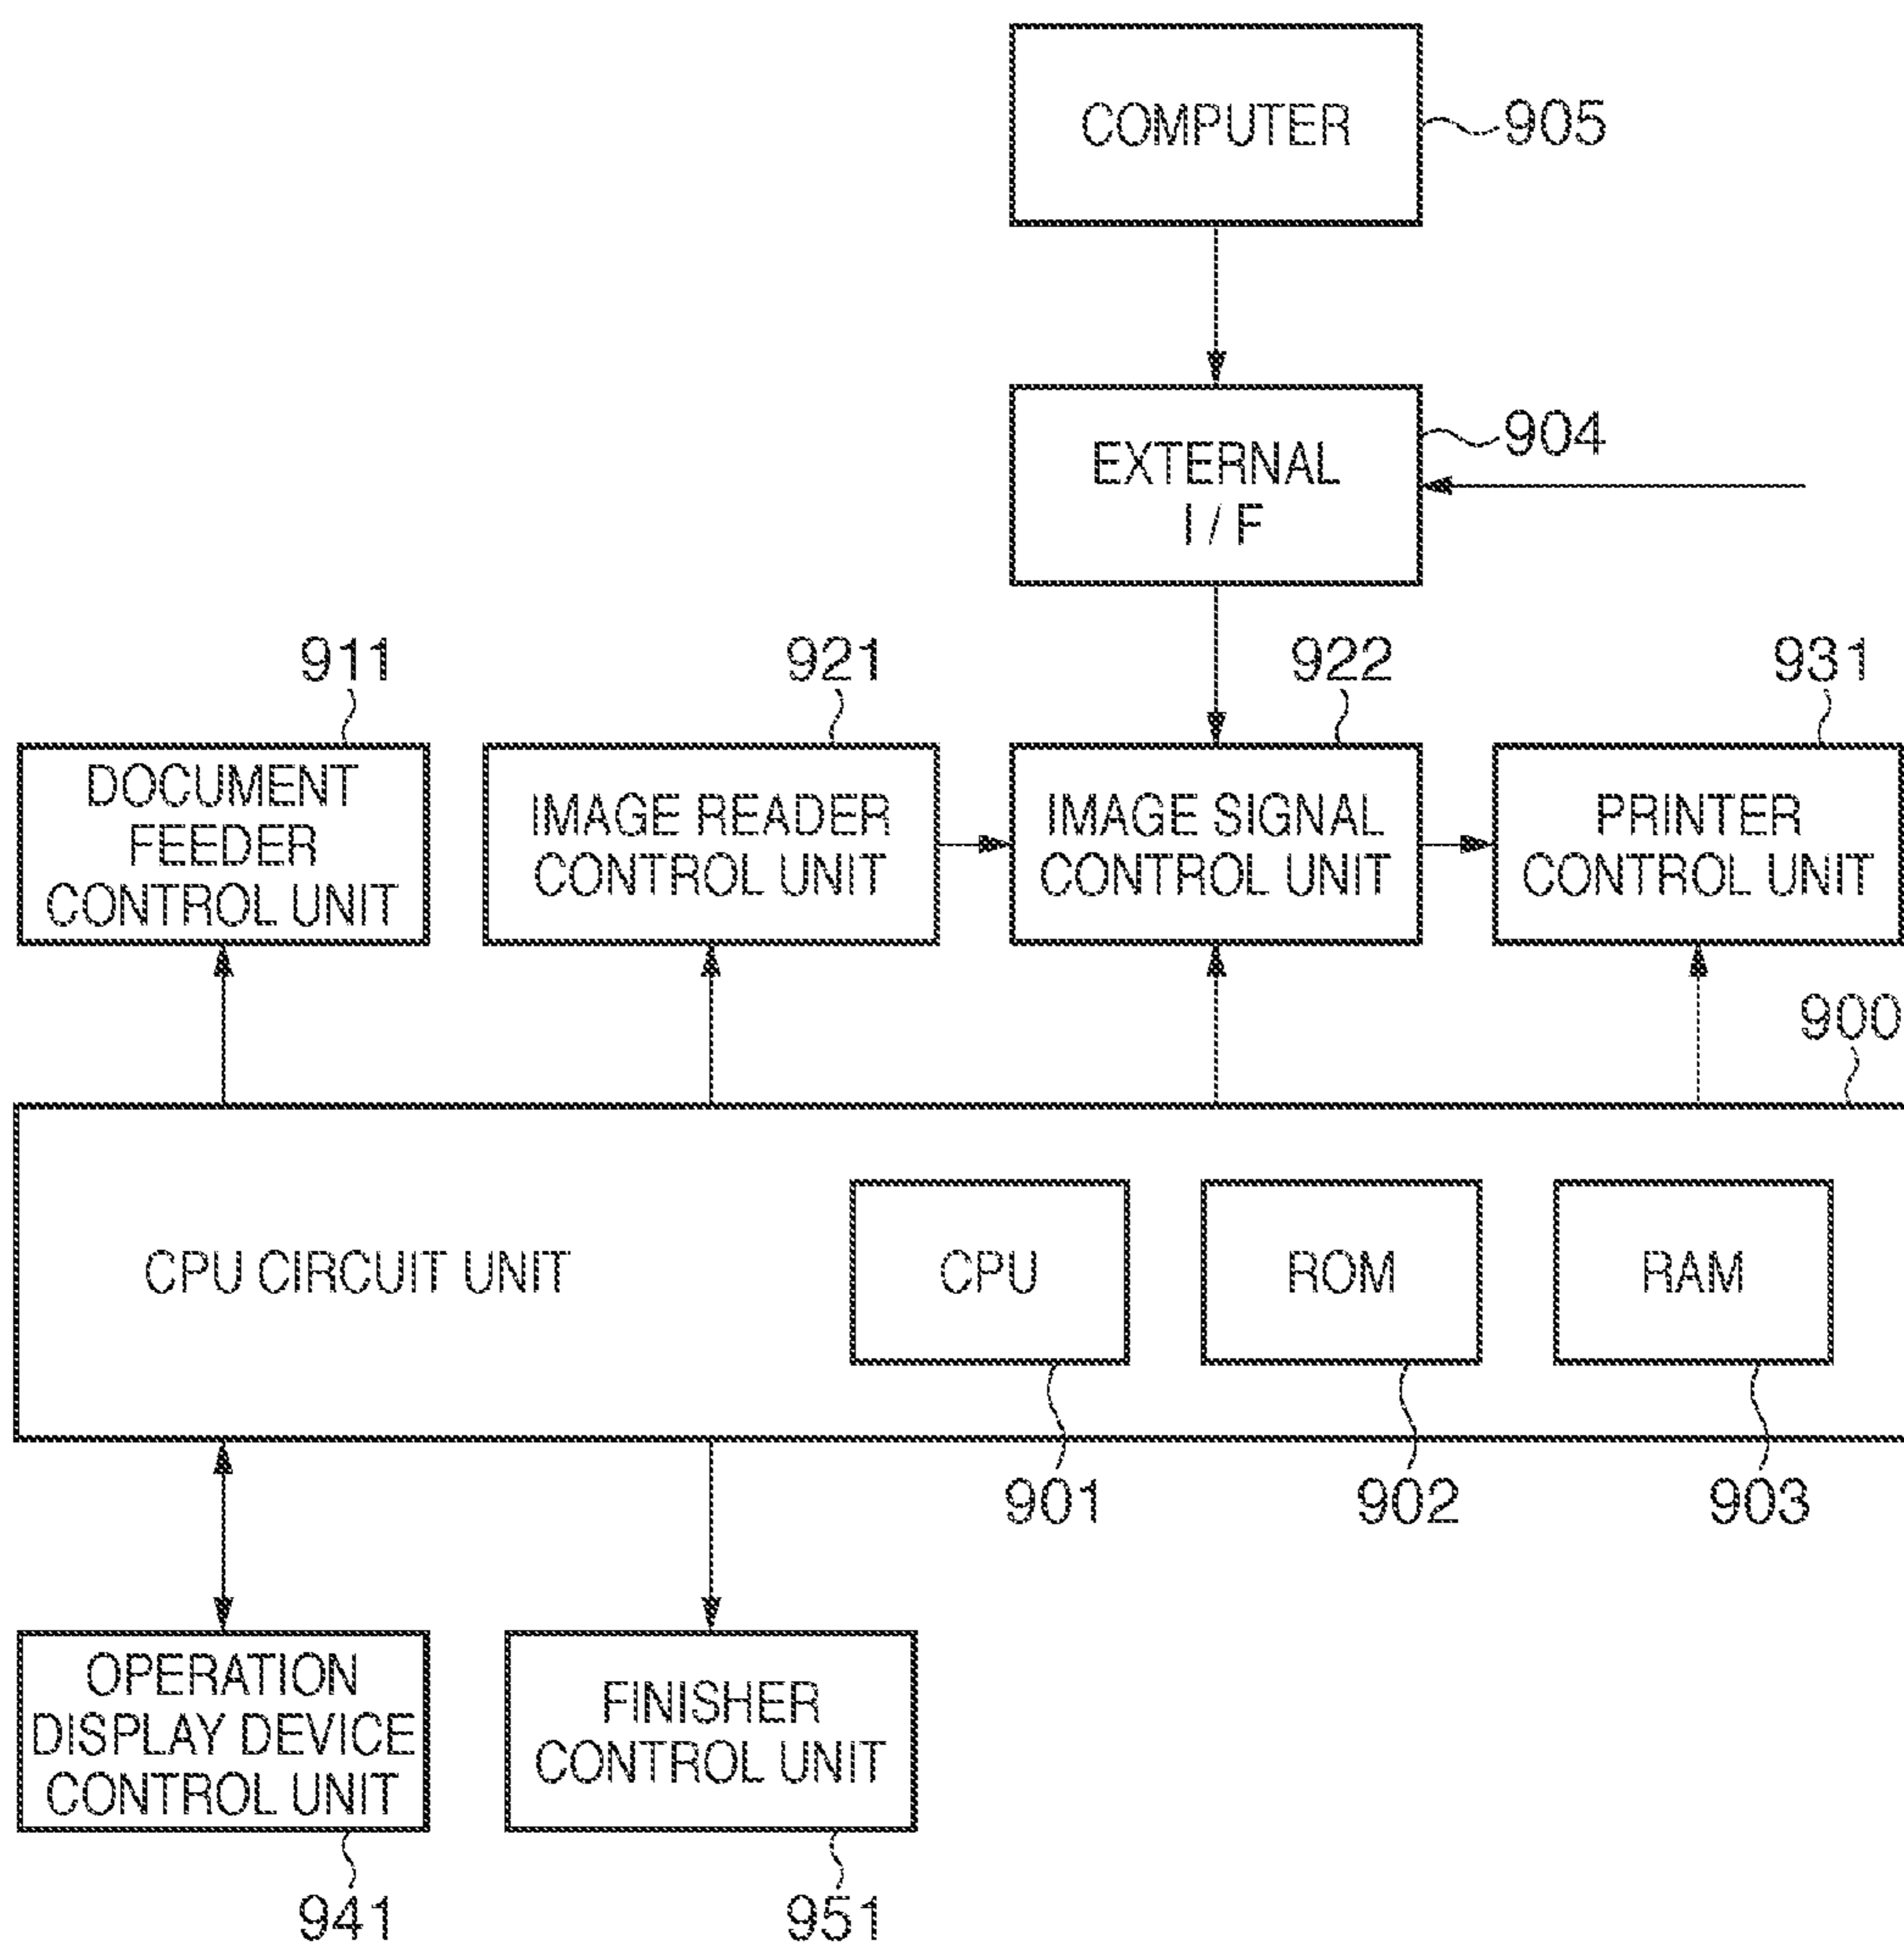 COMPUTER
905
EXTERNAL
I / F
904
911
921
922
931
DOCUMENT
FEEDER
CONTROL UNIT
IMAGE READER
CONTROL UNIT
IMAGE SIGNAL
CONTROL UNIT
PRINTER
CONTROL UNIT
900
CPU CIRCUIT UNIT
CPU
ROM
RAM
901
902
903
OPERATION
DISPLAY DEVICE
CONTROL UNIT
FINISHER
CONTROL UNIT
941
951